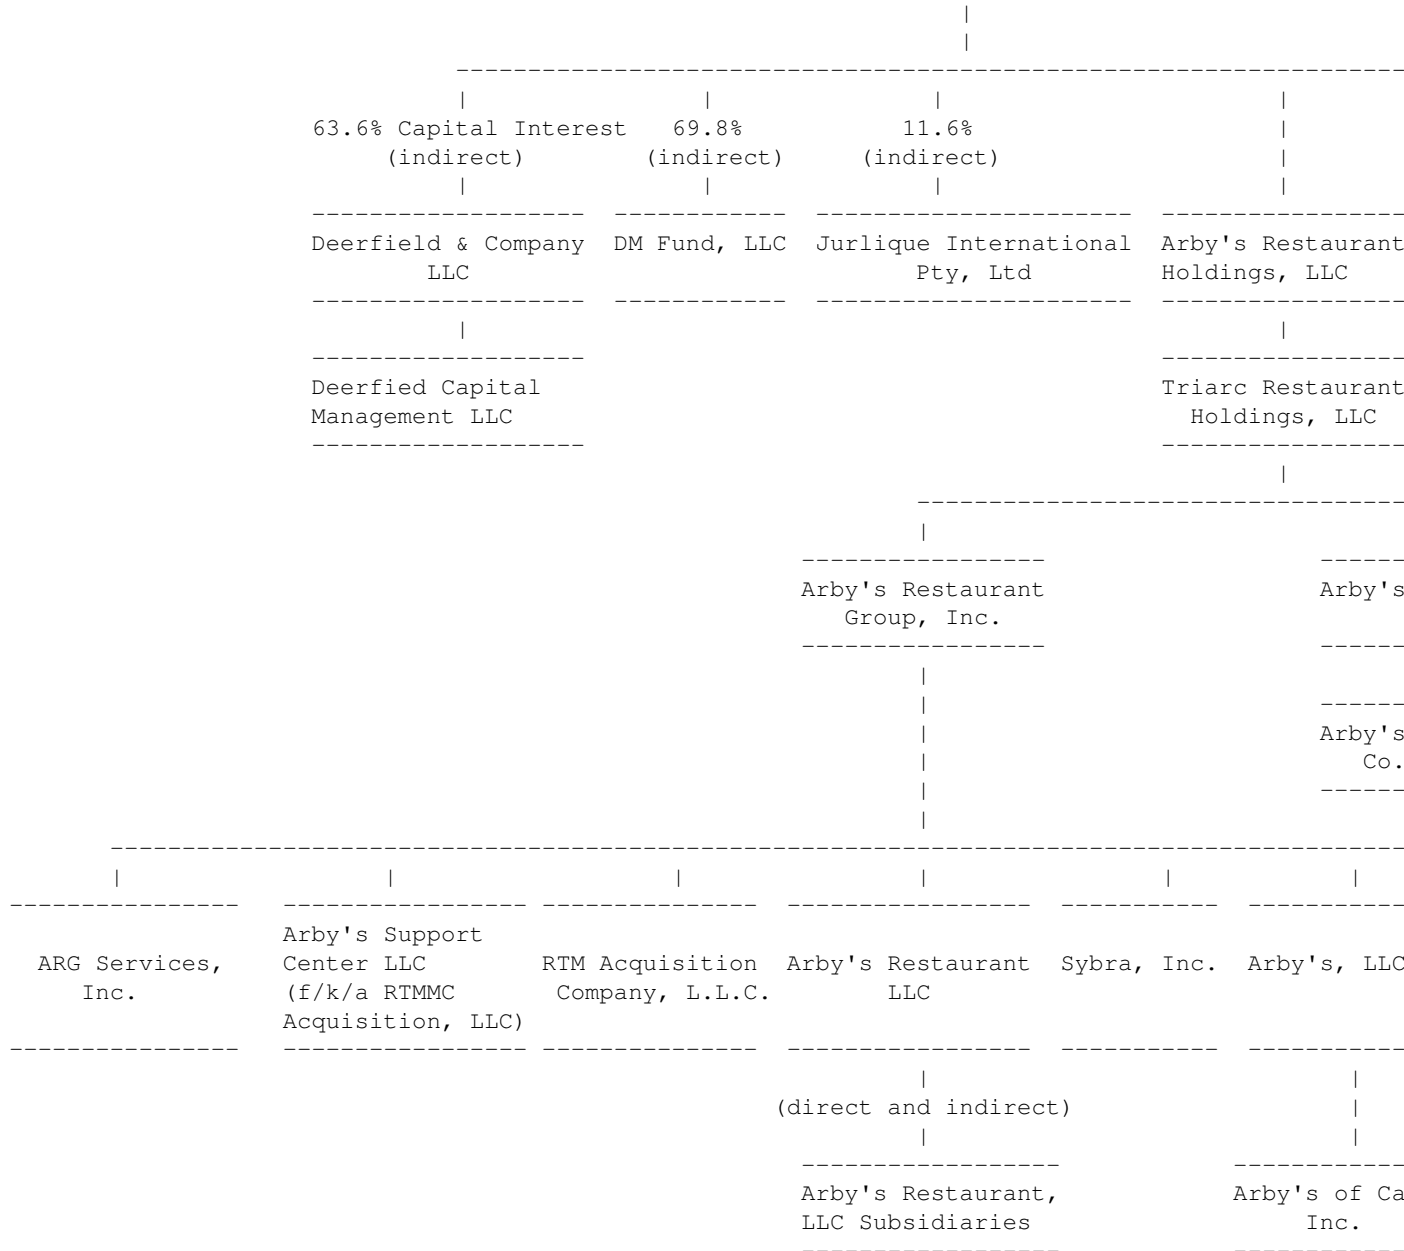 63.6% Capital Interest 69.8% 11.6%
(indirect) (indirect) (indirect)
Deerfield & Company DM Fund, LLC Jurlique International Arby's Restaurant
LLC Pty, Ltd Holdings, LLC
Deerfied Capital Triarc Restaurant
Management LLC Holdings, LLC
Arby's Restaurant Arby's
Group, Inc.
Arby's
Co.
Arby's Support
ARG Services, Center LLC RTM Acquisition Arby's Restaurant Sybra, Inc. Arby's, LLC
Inc. (f/k/a RTMMC Company, L.L.C. LLC
Acquisition, LLC)
(direct and indirect)
Arby's Restaurant, Arby's of Ca
LLC Subsidiaries Inc.